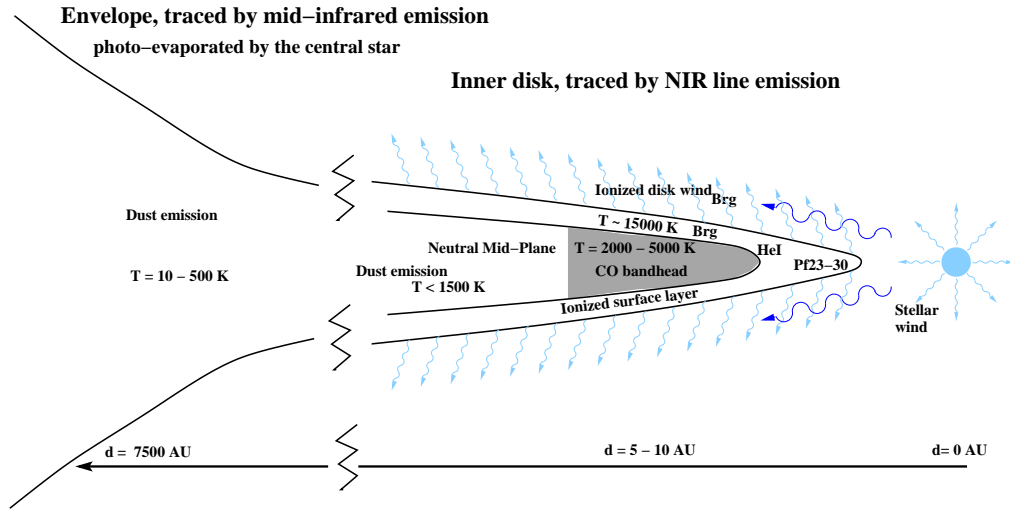 Envelope, traced by mid−infrared emission
photo−evaporated by the central star
Inner disk, traced by NIR line emission
Ionized disk wind
Brg
Dust emission
T ~ 15000 K
Brg
Neutral Mid−Plane
T = 2000 − 5000 K
HeI
Pf23−30
T = 10 − 500 K
Dust emission
CO bandhead
T < 1500 K
Ionized surface layer
Stellar
wind
d = 7500 AU
d = 5 − 10 AU
d= 0 AU